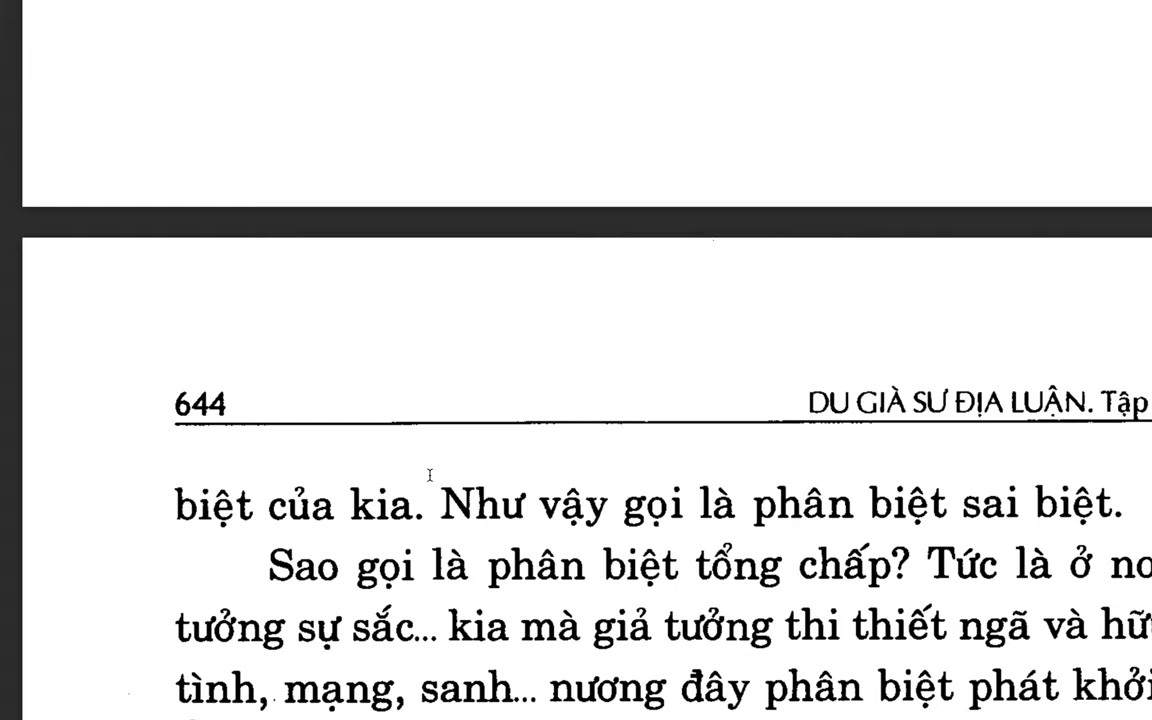 644 DU GIÀ SƯ ĐỊA LUẬN. Tập
biệt của kia. Như vậy gọi là phân biệt sai biệt.
Sao gọi là phân biệt tổng chấp? Tức là ở
tưởng sự sắc... kia mà giả tưởng thi thiết ngã và
tình, mạng, sanh... nương đây phân biệt phát khởi